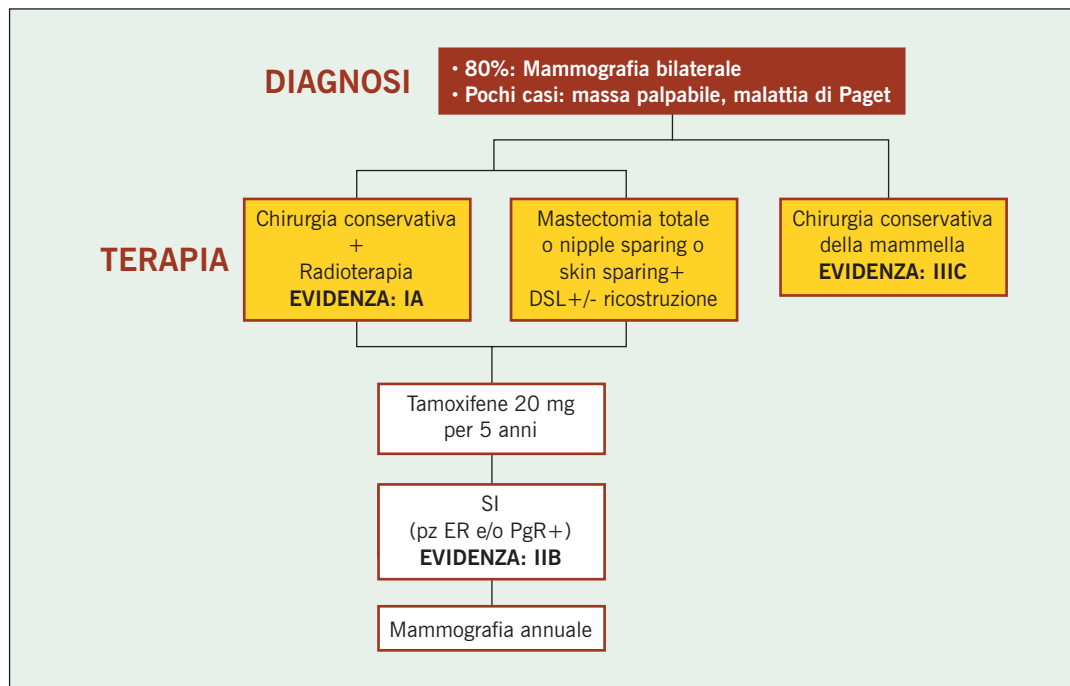 DIAGNOSI
• 80%: Mammografia bilaterale
• Pochi casi: massa palpabile, malattia di Paget
TERAPIA
Chirurgia conservativa
+
Radioterapia
EVIDENZA: IA
Mastectomia totale
o nipple sparing o
skin sparing+
DSL+/- ricostruzione
Chirurgia conservativa
della mammella
EVIDENZA: IIIC
Tamoxifene 20 mg
per 5 anni
SI
(pz ER e/o PgR+)
EVIDENZA: IIB
Mammografia annuale